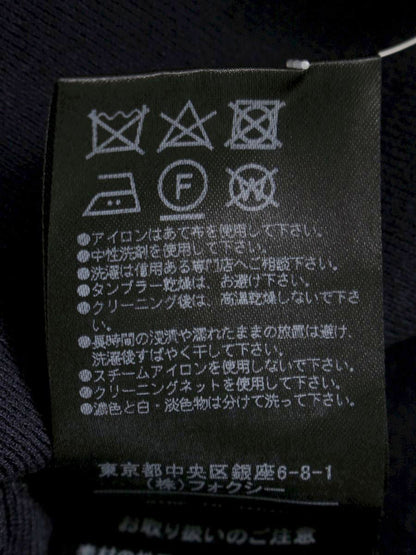 F
W
●アイロンはあて布を使用して下さい。
●中性洗剤を使用して下さい。
●洗濯は信用ある専門店へご相談下さい。
●タンブラー乾燥は、お避け下さい。
●クリーニング後は、高温乾燥しないで下さ
い。
●長時間の浸漬や濡れたままの放置は避け、
洗濯後すばやく干して下さい。
●スチームアイロンをしないで下さい。
●クリーニングネットを使用して下さい。
●濃色と白・淡色物は分けて洗って下さい。
東京都中央区銀座6-8-1
(株)フォクシー
お取り扱いのご注意